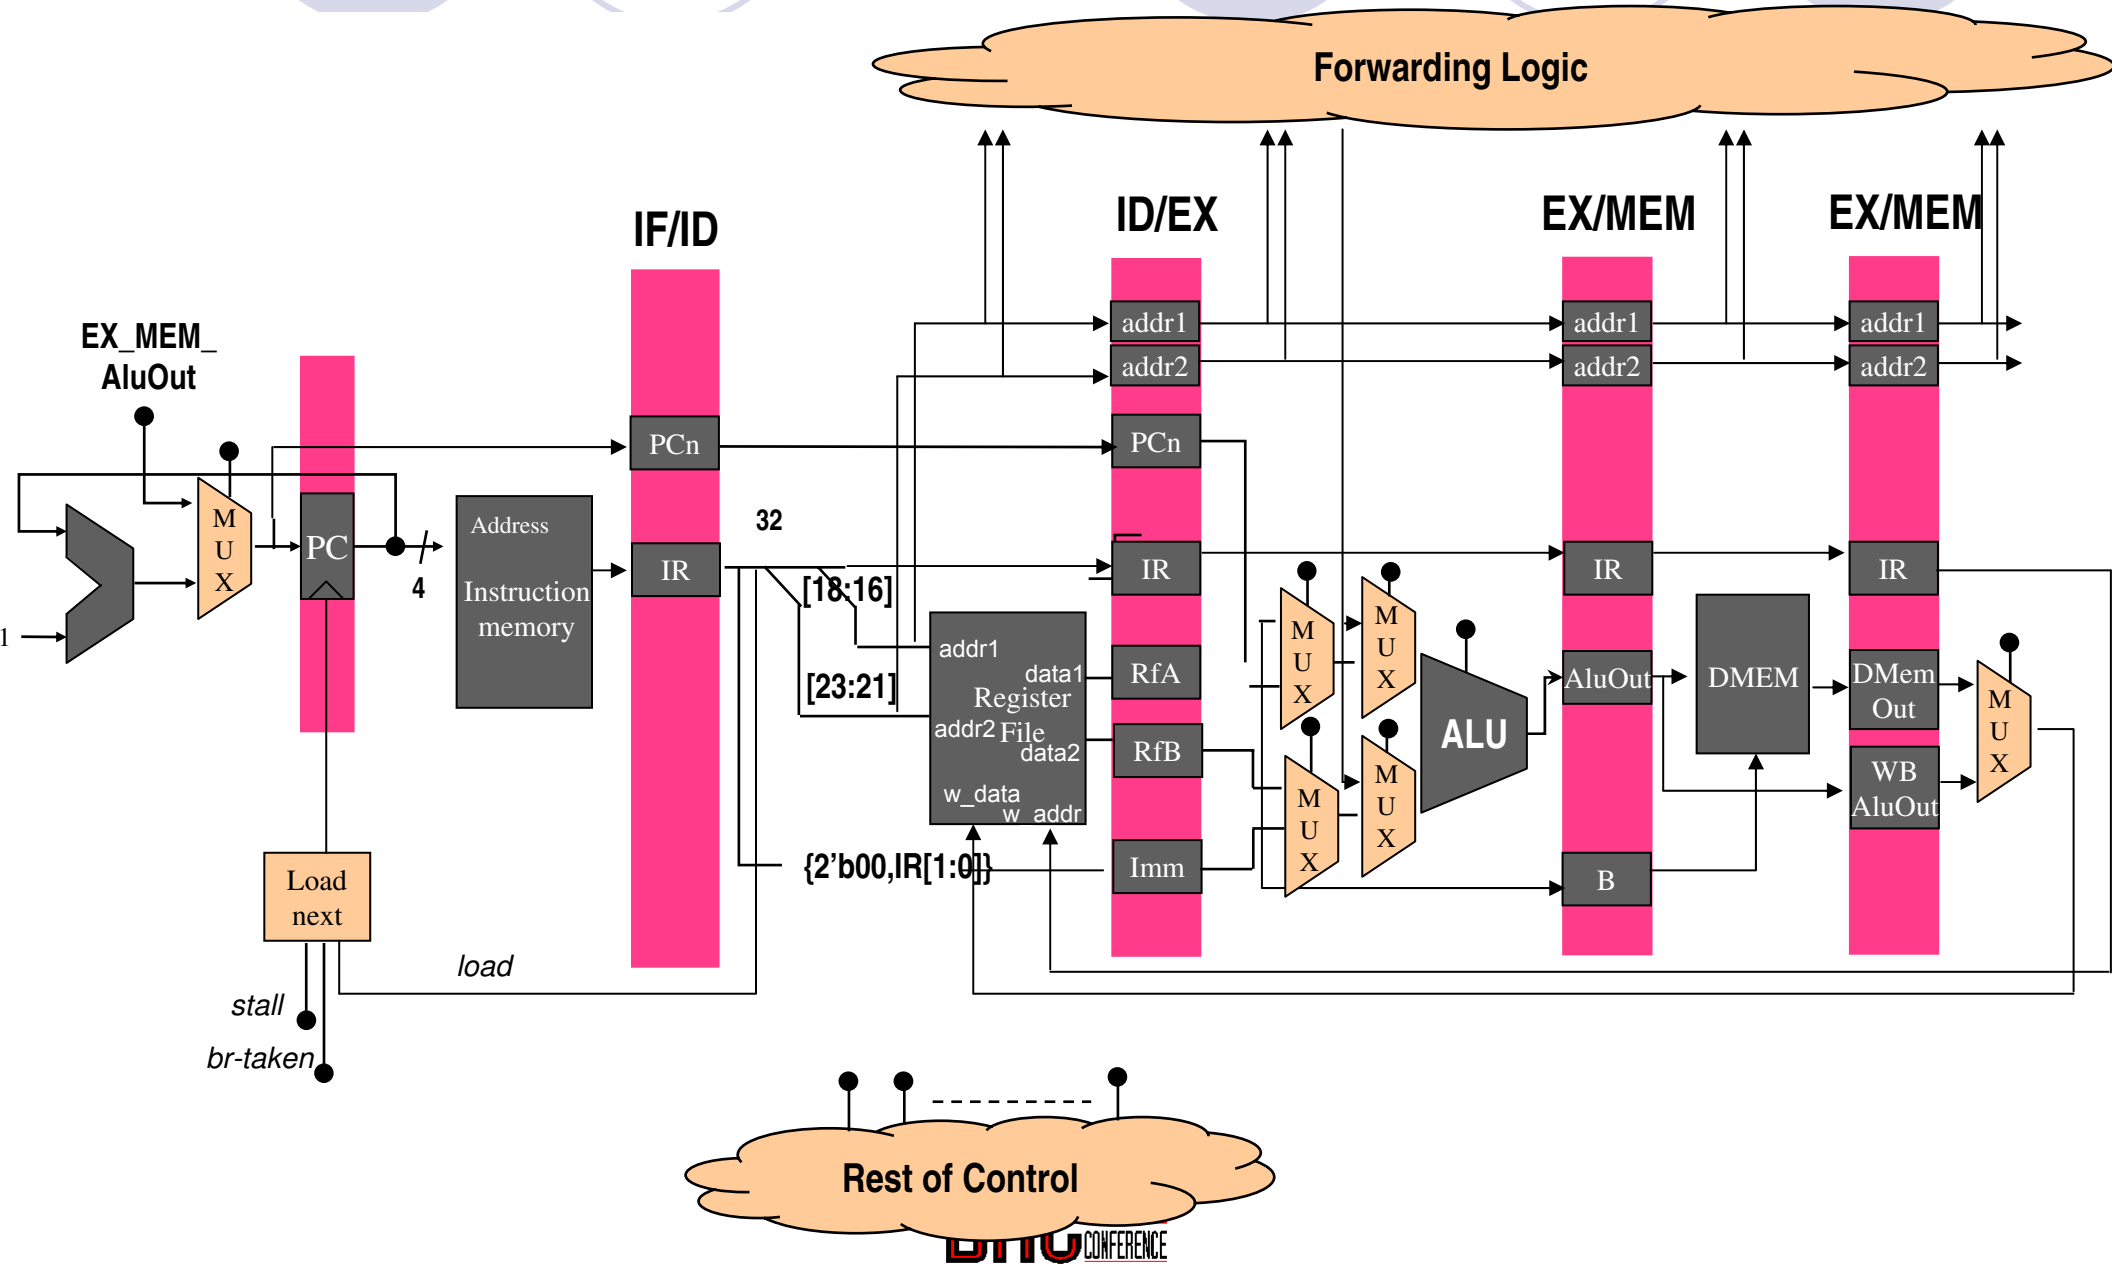 Forwarding Logic
IF/ID
ID/EX
EX/MEM
EX/MEM
EX_MEM_
AluOut
addr1
addr2
addr1
addr2
addr1
addr2
PCn
PCn
M
U
X
PC
4
1
Address
Instruction
memory
IR
32
[18:16]
[23:21]
IR
IR
IR
addr1
data1
Register
addr2
File
data2
w_data
w_addr
{2’b00,IR[1:0]}
RfA
RfB
Imm
M
U
X
M
U
X
M
U
X
M
U
X
ALU
AluOut
B
DMEM
DMem
Out
WB
AluOut
M
U
X
Load
next
load
stall
br-taken
Rest of Control
CONFERENCE